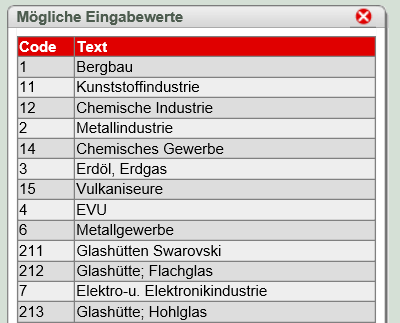 Mögliche Eingabewerte
Code Text
1 Bergbau
11 Kunststoffindustrie
12 Chemische Industrie
2 Metallindustrie
14 Chemisches Gewerbe
3 Erdöl, Erdgas
15 Vulkaniseure
4 EVU
6 Metallgewerbe
211 Glashütten Swarovski
212 Glashütte; Flachglas
7 Elektro-u. Elektronikindustrie
213 Glashütte; Hohlglas